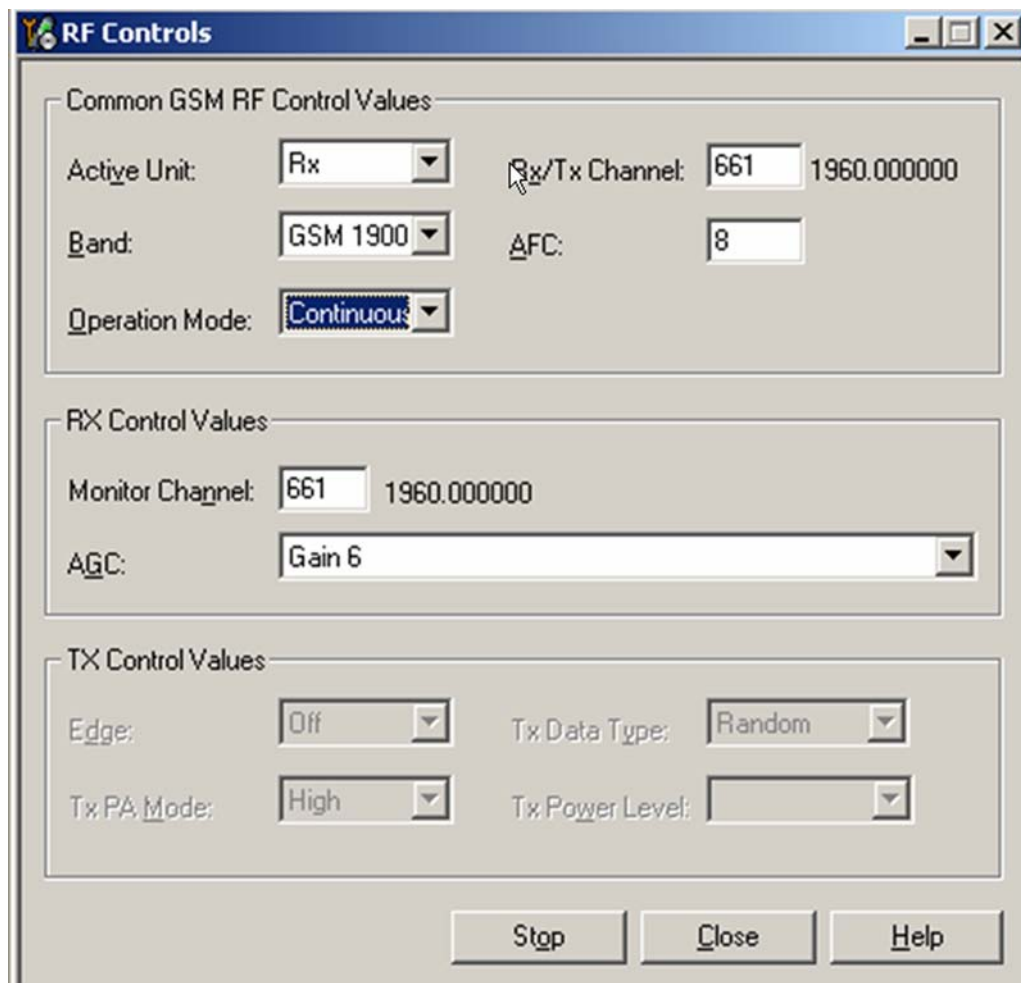 RF Controls
Common GSM RF Control Values
Active Unit: Rx Rx/Tx Channel: 661 1960.000000
Band: GSM 1900 AFC: 8
Operation Mode: Continuous
RX Control Values
Monitor Channel: 661 1960.000000
AGC: Gain 6
TX Control Values
Edge: Off Tx Data Type: Random
Tx PA Mode: High Tx Power Level:
Stop Close Help